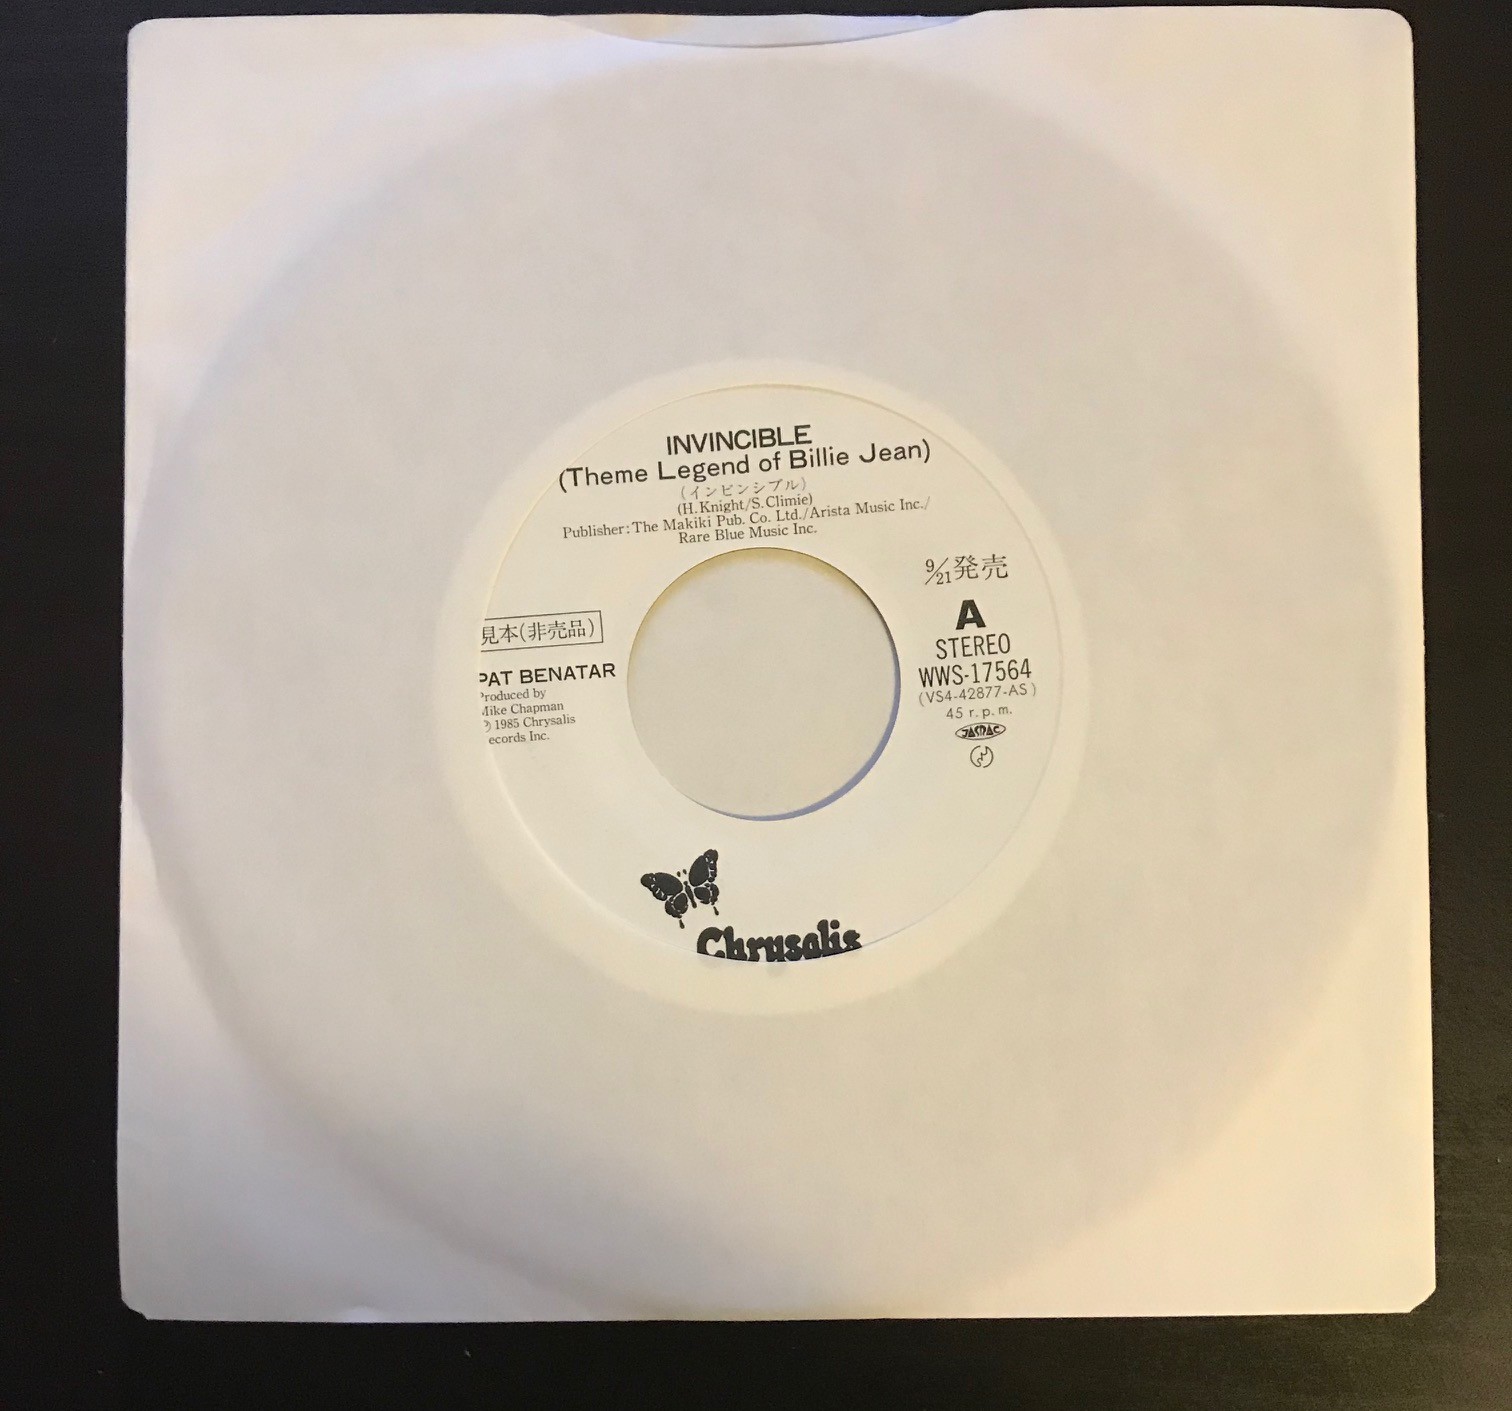 INVINCIBLE
(Theme Legend of Billie Jean)
(インビンシブル)
(H.Knight/S.Climie)
Publisher:The Makiki Pub. Co. Ltd./Arista Music Inc./
Rare Blue Music Inc.
見本(非売品)
PAT BENATAR
Produced by
Mike Chapman
Ⓟ 1985 Chrysalis
ecords Inc.
9/21発売
A
STEREO
WWS-17564
(VS4-42877-AS)
45 r.p.m.
JASRAC
Chrysalis